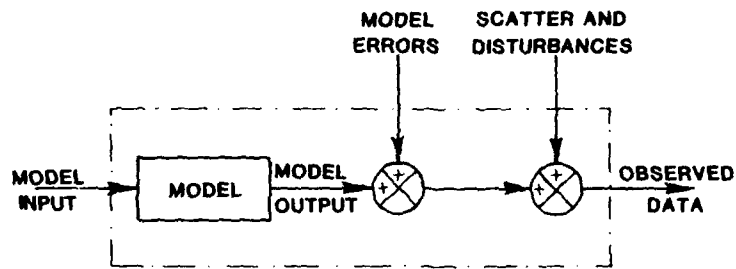 MODEL
ERRORS
SCATTER AND
DISTURBANCES
MODEL
INPUT
MODEL
MODEL
OUTPUT
+
+
+
+
OBSERVED
DATA